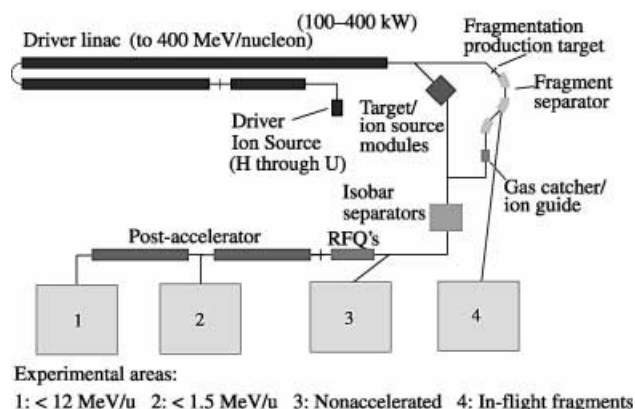 (100–400 kW)
Driver linac (to 400 MeV/nucleon)
Fragmentation
production target
Fragment
separator
Target/
ion source
modules
Driver
Ion Source
(H through U)
Gas catcher/
ion guide
Isobar
separators
Post-accelerator
RFQ's
1
2
3
4
Experimental areas:
1: < 12 MeV/u 2: < 1.5 MeV/u 3: Nonaccelerated 4: In-flight fragments